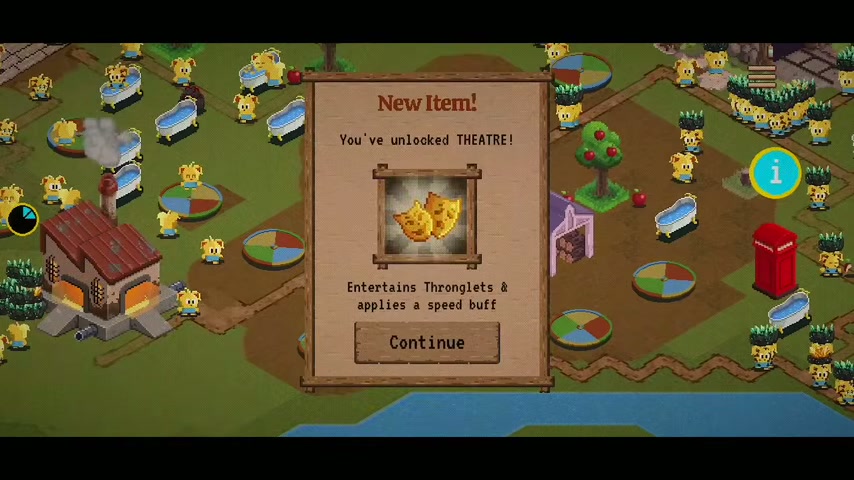 New Item!
You've unlocked THEATRE!
Entertains Thronglets &
applies a speed buff
Continue
i